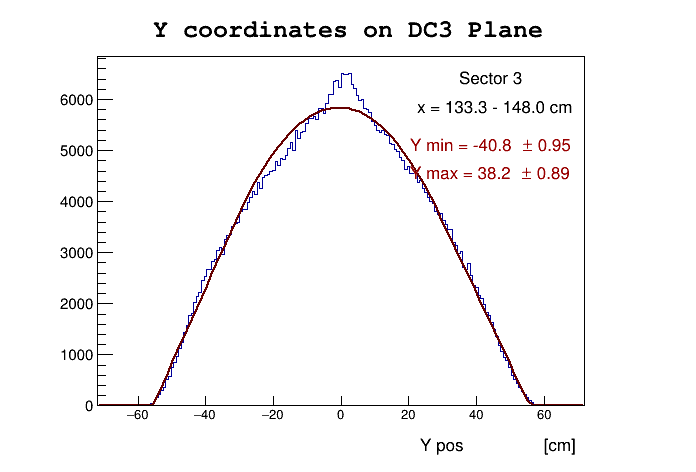 Y coordinates on DC3 Plane
Sector 3
x = 133.3 - 148.0 cm
Y min = -40.8 ± 0.95
Y max = 38.2 ± 0.89
6000
5000
4000
3000
2000
1000
0
−60 −40 −20 0 20 40 60
Y pos [cm]